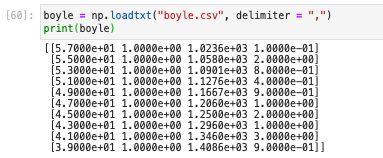 [60]: boyle = np.loadtxt("boyle.csv", delimiter = ",")
print(boyle)
[[5.7000e+01 1.0000e+00 1.0236e+03 1.0000e-01]
[5.5000e+01 1.0000e+00 1.0580e+03 2.0000e+00]
[5.3000e+01 1.0000e+00 1.0901e+03 8.0000e-01]
[5.1000e+01 1.0000e+00 1.1276e+03 4.0000e-01]
[4.9000e+01 1.0000e+00 1.1667e+03 9.0000e-01]
[4.7000e+01 1.0000e+00 1.2060e+03 1.0000e+00]
[4.5000e+01 1.0000e+00 1.2500e+03 2.0000e+00]
[4.3000e+01 1.0000e+00 1.2960e+03 1.0000e+00]
[4.1000e+01 1.0000e+00 1.3460e+03 3.0000e+00]
[3.9000e+01 1.0000e+00 1.4086e+03 9.0000e-01]]